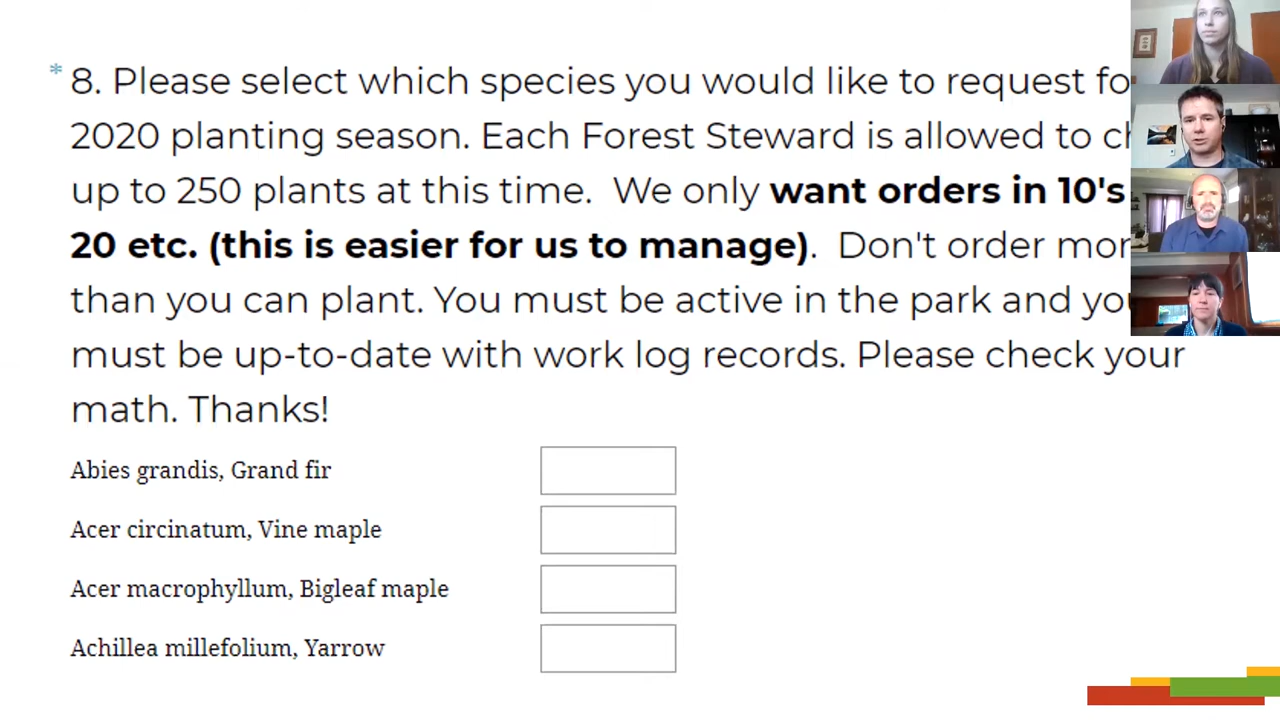 * 8. Please select which species you would like to request fo
2020 planting season. Each Forest Steward is allowed to
up to 250 plants at this time. We only want orders in 10's
20 etc. (this is easier for us to manage). Don't order mor
than you can plant. You must be active in the park and yo
must be up-to-date with work log records. Please check your
math. Thanks!
Abies grandis, Grand fir
Acer circinatum, Vine maple
Acer macrophyllum, Bigleaf maple
Achillea millefolium, Yarrow